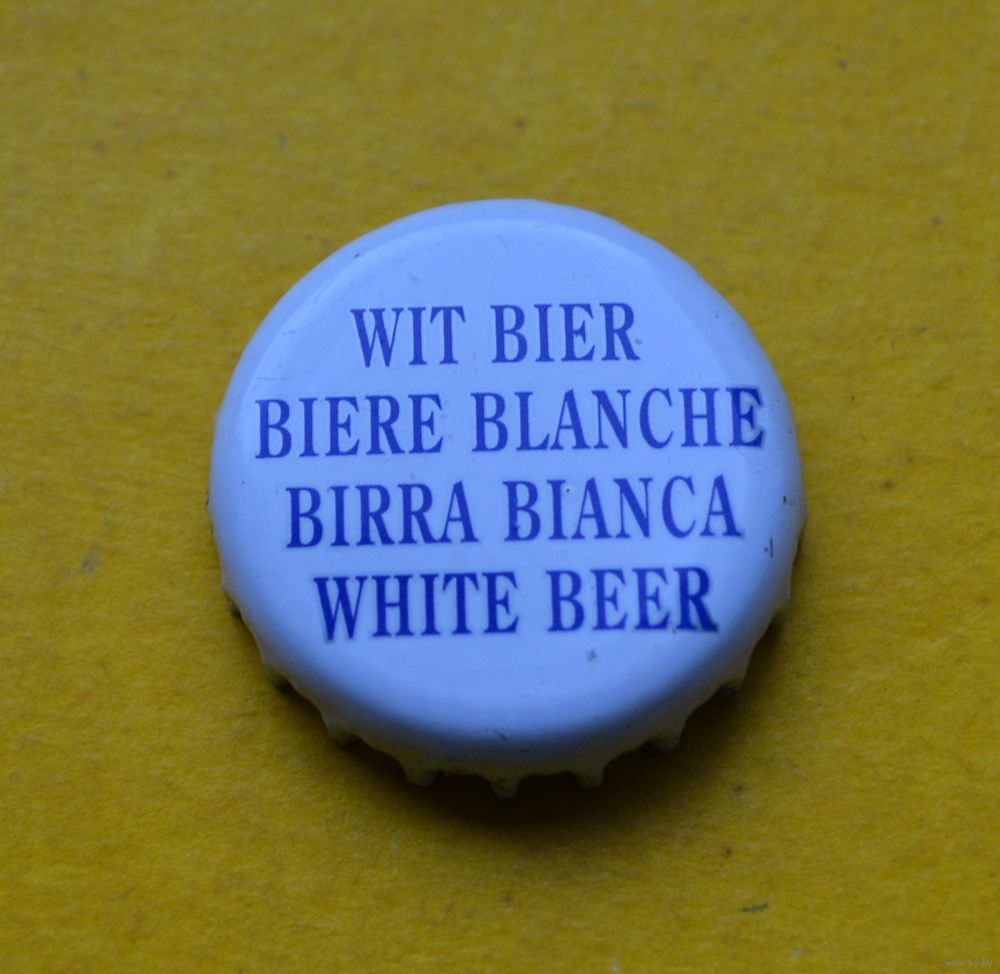 WIT BIER
BIERE BLANCHE
BIRRA BIANCA
WHITE BEER
www.ay.by